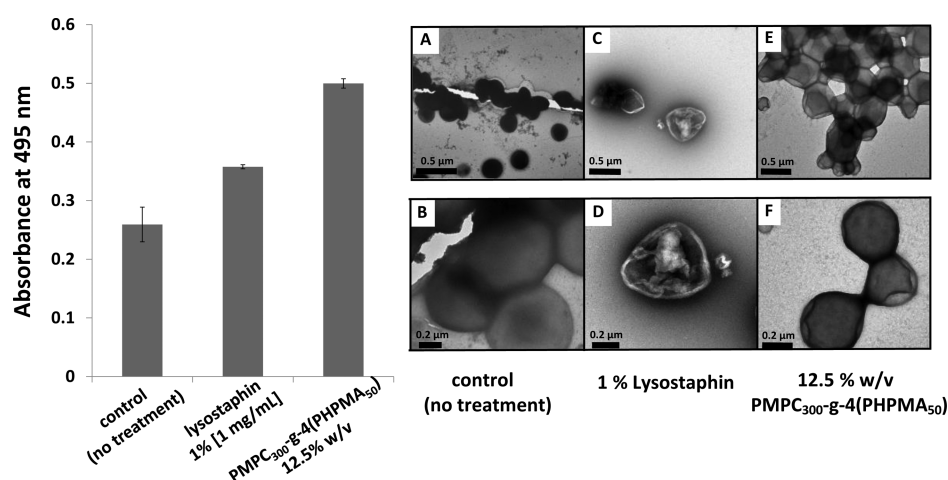 Absorbance at 495 nm
0.6
0.5
0.4
0.3
0.2
0.1
0
control
(no treatment)
lysostaphin
1% [1 mg/mL]
PMPC₃₀₀-g-4(PHPMA₅₀)
12.5% w/v
A
0.5 μm
C
0.5 μm
E
0.5 μm
B
0.2 μm
D
0.2 μm
F
0.2 μm
control
(no treatment)
1 % Lysostaphin
12.5 % w/v
PMPC₃₀₀-g-4(PHPMA₅₀)